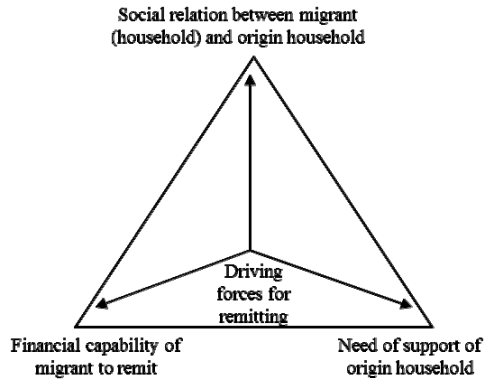 Social relation between migrant
(household) and origin household
Driving
forces for
remitting
Financial capability of
migrant to remit
Need of support of
origin household